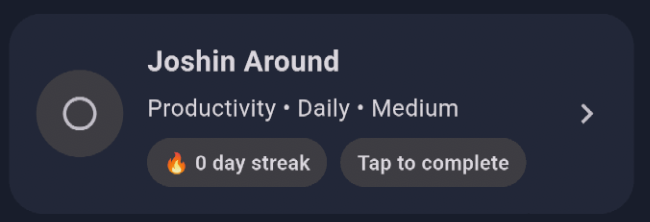 Joshin Around
Productivity • Daily • Medium
🔥 0 day streak Tap to complete